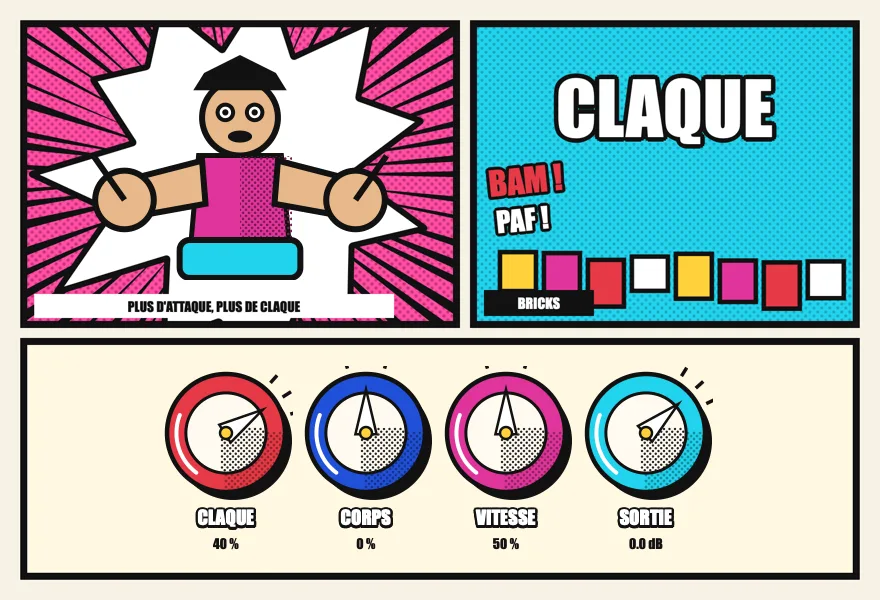 PLUS D'ATTAQUE, PLUS DE CLAQUE
CLAQUE
BAM !
PAF !
BRICKS
CLAQUE
CORPS
VITESSE
SORTIE
40 %
0 %
50 %
0.0 dB